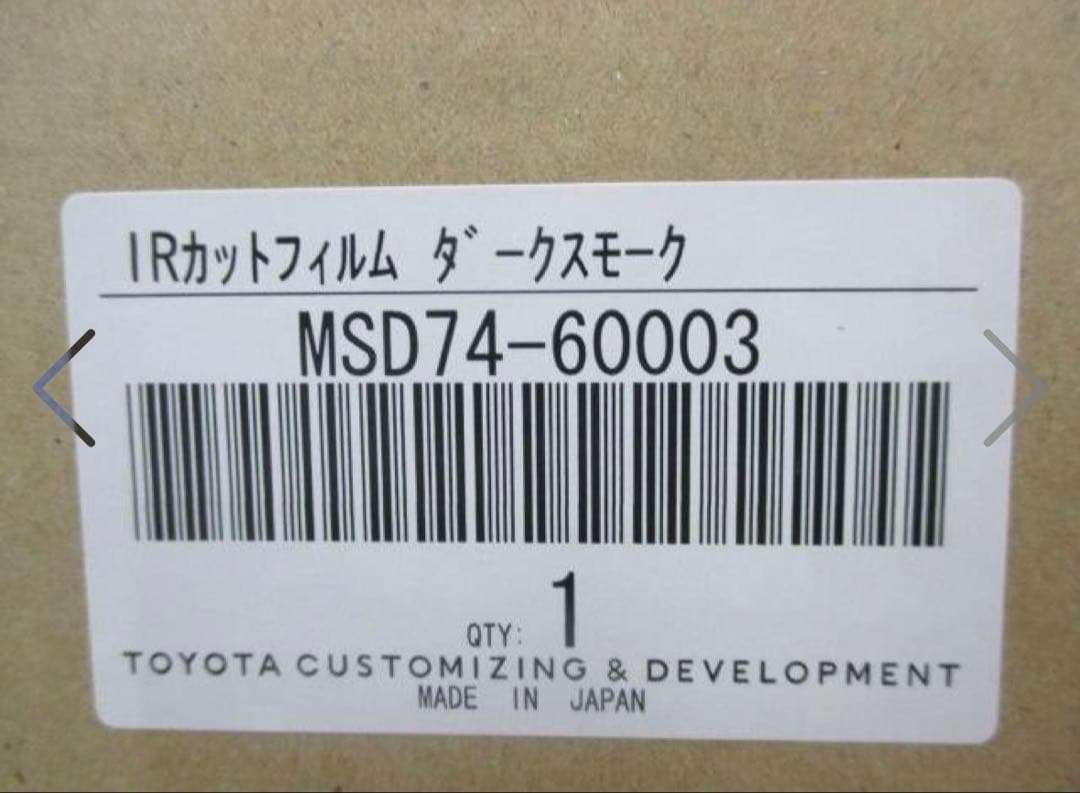 IRカットフィルム ダークスモーク
MSD74-60003
QTY: 1
TOYOTA CUSTOMIZING & DEVELOPMENT
MADE IN JAPAN